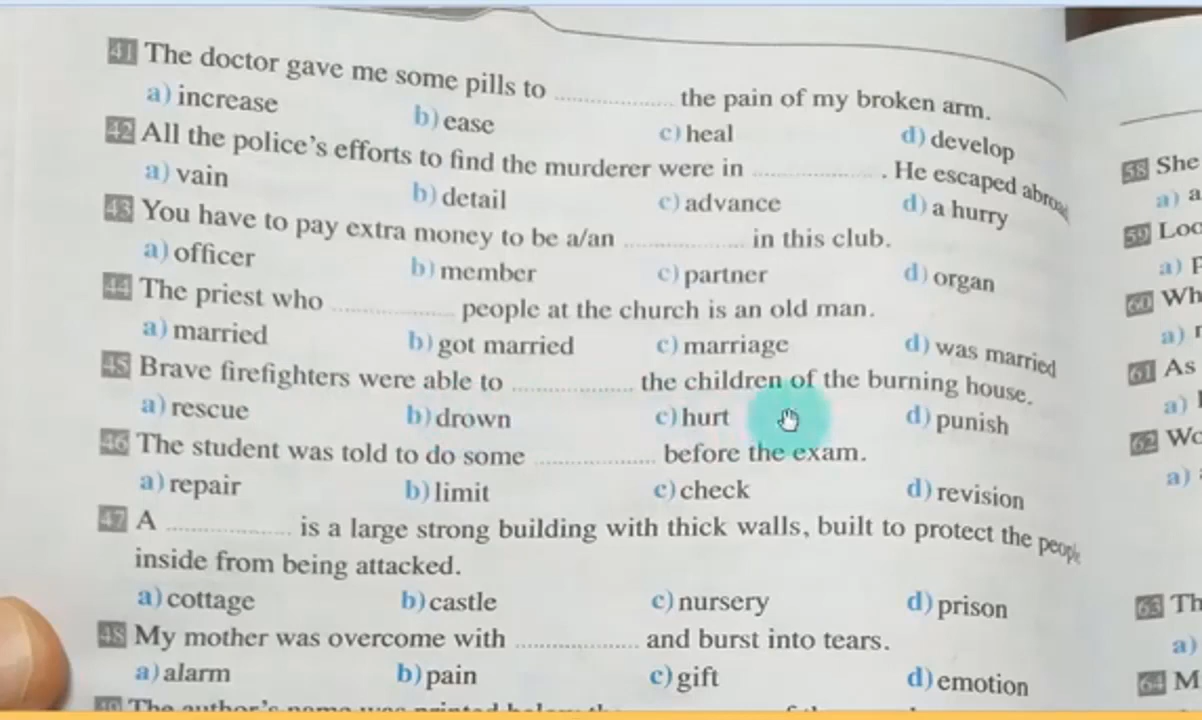 41 The doctor gave me some pills to .................... the pain of my broken arm.
a) increase b) ease c) heal d) develop
42 All the police's efforts to find the murderer were in .................... . He escaped
a) vain b) detail c) advance d) a hurry
43 You have to pay extra money to be a/an .................... in this club.
a) officer b) member c) partner d) organ
44 The priest who .................... people at the church is an old man.
a) married b) got married c) marriage d) was married
45 Brave firefighters were able to .................... the children of the burning house.
a) rescue b) drown c) hurt d) punish
46 The student was told to do some .................... before the exam.
a) repair b) limit c) check d) revision
47 A .................... is a large strong building with thick walls, built to protect the people
inside from being attacked.
a) cottage b) castle c) nursery d) prison
48 My mother was overcome with .................... and burst into tears.
a) alarm b) pain c) gift d) emotion
58 She
a) a
59
a)
60 Wh
a)
61 As
a)
62 Wo
a)
63 Th
a)
64 M